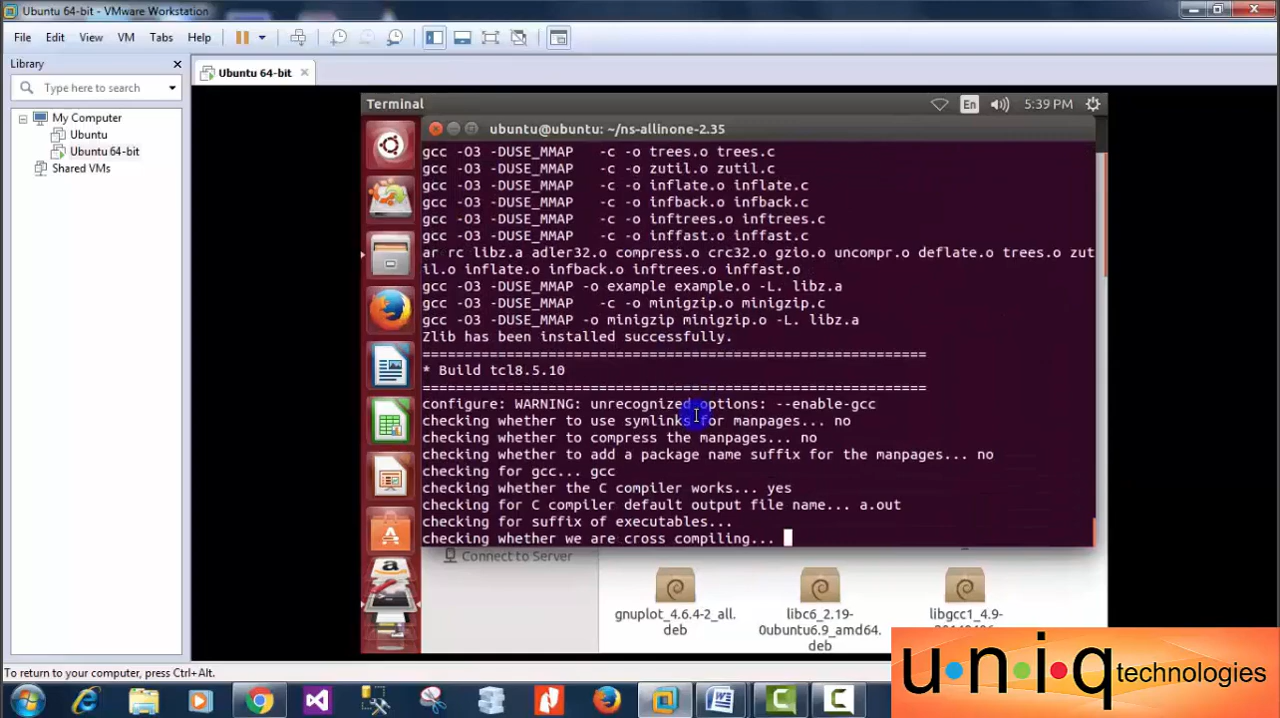 Ubuntu 64-bit - VMware Workstation
File Edit View VM Tabs Help
Library
Type here to search
My Computer
Ubuntu
Ubuntu 64-bit
Shared VMs
Ubuntu 64-bit
Terminal En 5:39 PM
ubuntu@ubuntu: ~/ns-allinone-2.35
gcc -O3 -DUSE_MMAP   -c -o trees.o trees.c
gcc -O3 -DUSE_MMAP   -c -o zutil.o zutil.c
gcc -O3 -DUSE_MMAP   -c -o inflate.o inflate.c
gcc -O3 -DUSE_MMAP   -c -o infback.o infback.c
gcc -O3 -DUSE_MMAP   -c -o inftrees.o inftrees.c
gcc -O3 -DUSE_MMAP   -c -o inffast.o inffast.c
ar rc libz.a adler32.o compress.o crc32.o gzio.o uncompr.o deflate.o trees.o zut
il.o inflate.o infback.o inftrees.o inffast.o
gcc -O3 -DUSE_MMAP -o example example.o -L. libz.a
gcc -O3 -DUSE_MMAP   -c -o minigzip.o minigzip.c
gcc -O3 -DUSE_MMAP -o minigzip minigzip.o -L. libz.a
Zlib has been installed successfully.
============================================================
* Build tcl8.5.10
============================================================
configure: WARNING: unrecognized options: --enable-gcc
checking whether to use symlinks for manpages... no
checking whether to compress the manpages... no
checking whether to add a package name suffix for the manpages... no
checking for gcc... gcc
checking whether the C compiler works... yes
checking for C compiler default output file name... a.out
checking for suffix of executables...
checking whether we are cross compiling...
Connect to Server
gnuplot_4.6.4-2_all.
deb
libc6_2.19-
0ubuntu6.9_amd64.
deb
libgcc1_4.9-
To return to your computer, press Ctrl+Alt.
uniq technologies